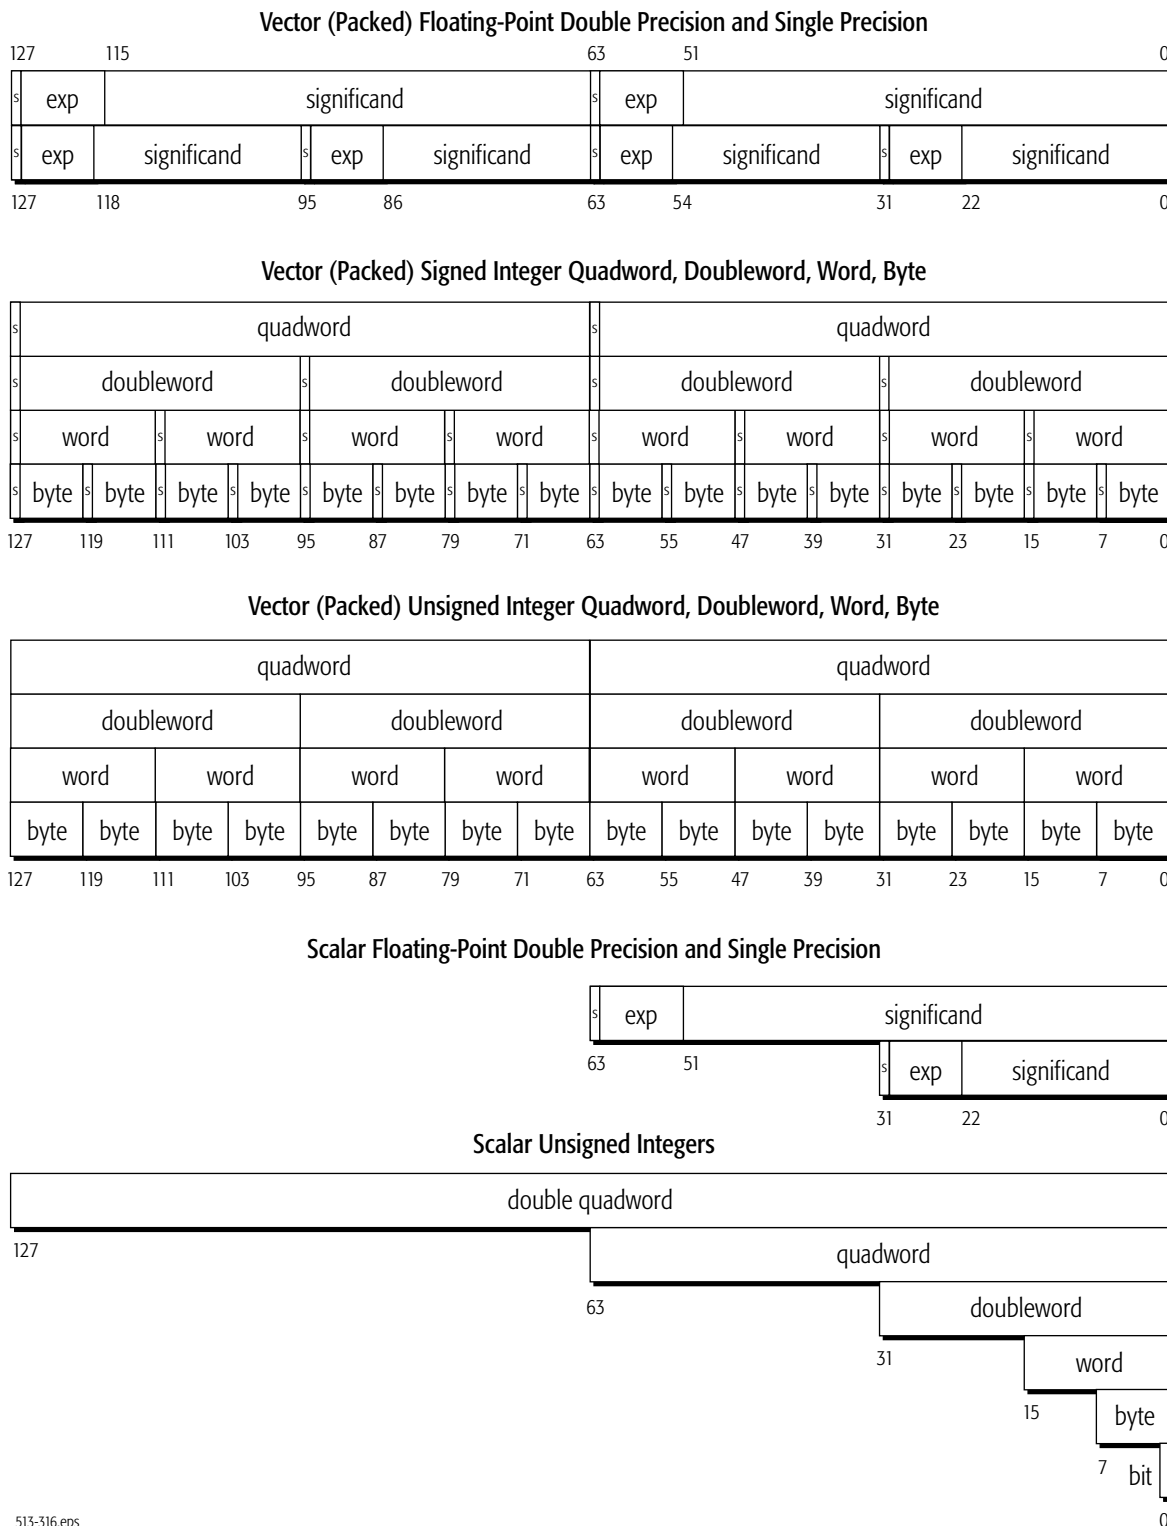 Vector (Packed) Floating-Point Double Precision and Single Precision
127 115 63 51 0
s exp significand s exp significand
s exp significand s exp significand s exp significand s exp significand
127 118 95 86 63 54 31 22 0
Vector (Packed) Signed Integer Quadword, Doubleword, Word, Byte
s quadword s quadword
s doubleword s doubleword s doubleword s doubleword
s word s word s word s word s word s word s word s word
s byte s byte s byte s byte s byte s byte s byte s byte s byte s byte s byte s byte s byte s byte s byte s byte
127 119 111 103 95 87 79 71 63 55 47 39 31 23 15 7 0
Vector (Packed) Unsigned Integer Quadword, Doubleword, Word, Byte
quadword quadword
doubleword doubleword doubleword doubleword
word word word word word word word word
byte byte byte byte byte byte byte byte byte byte byte byte byte byte byte byte
127 119 111 103 95 87 79 71 63 55 47 39 31 23 15 7 0
Scalar Floating-Point Double Precision and Single Precision
s exp significand
63 51
s exp significand
31 22 0
Scalar Unsigned Integers
double quadword
127
quadword
63
doubleword
31
word
15
byte
7
bit
0
513-316.eps